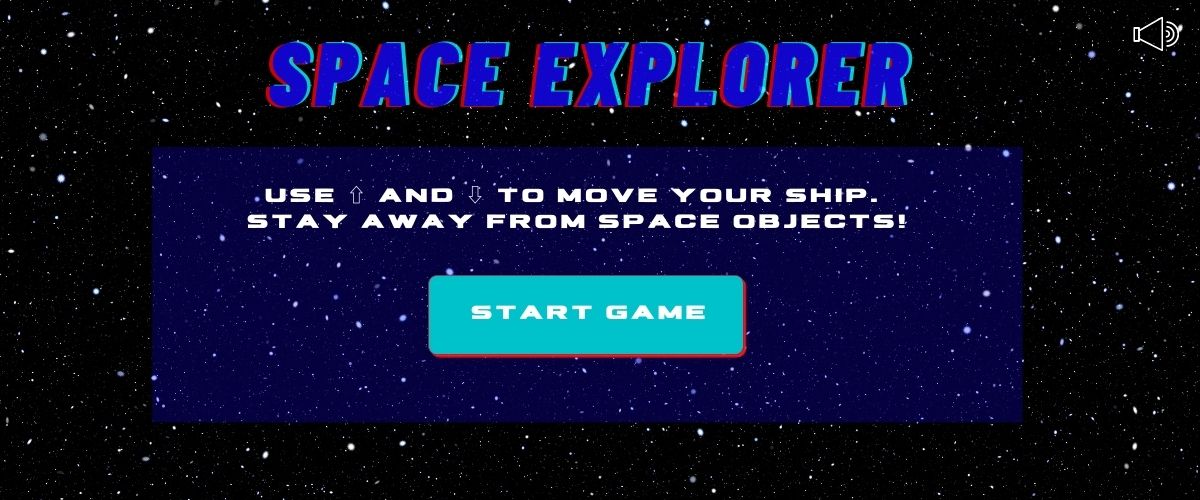 SPACE EXPLORER
USE ⇧ AND ⇩ TO MOVE YOUR SHIP.
STAY AWAY FROM SPACE OBJECTS!
START GAME